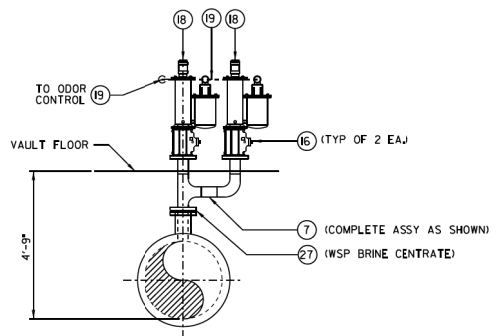 18
19
18
TO ODOR
CONTROL 19
16 (TYP OF 2 EA.)
VAULT FLOOR
4'-9"
7 (COMPLETE ASSY AS SHOWN)
27 (WSP BRINE CENTRATE)